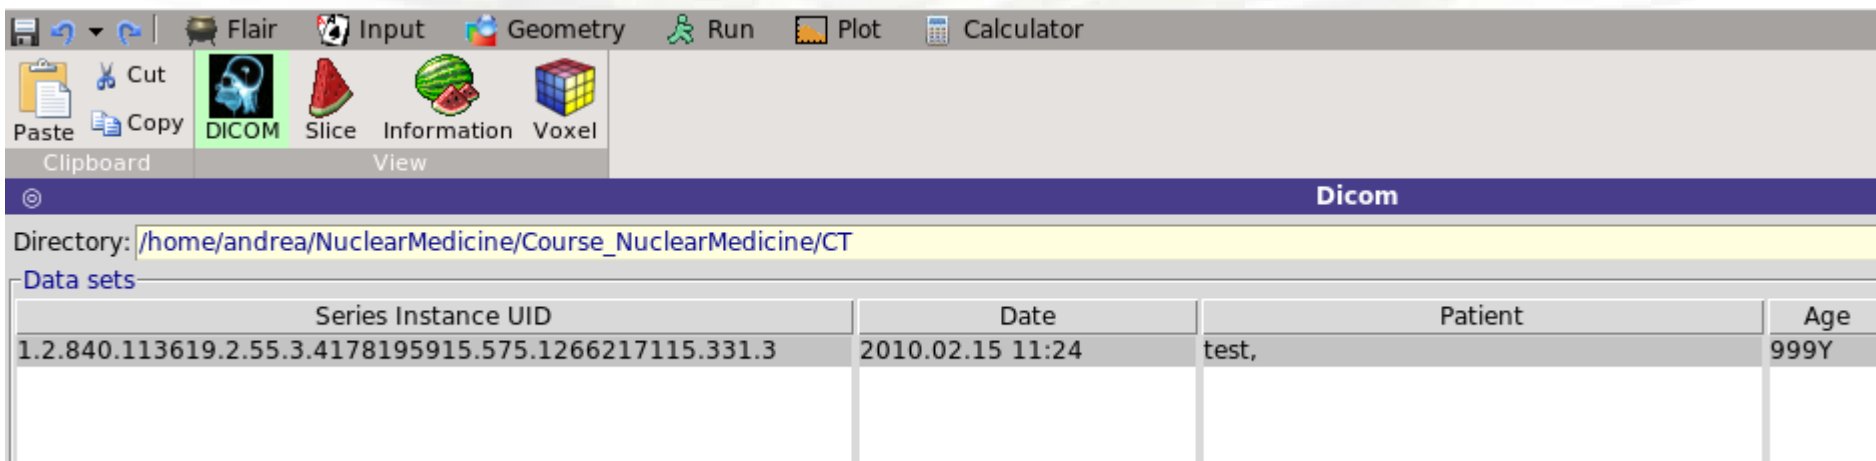 Flair Input Geometry Run Plot Calculator
Cut
Copy
Paste DICOM Slice Information Voxel
Clipboard View
Dicom
Directory: /home/andrea/NuclearMedicine/Course_NuclearMedicine/CT
Data sets
Series Instance UID Date Patient Age
1.2.840.113619.2.55.3.4178195915.575.1266217115.331.3 2010.02.15 11:24 test, 999Y